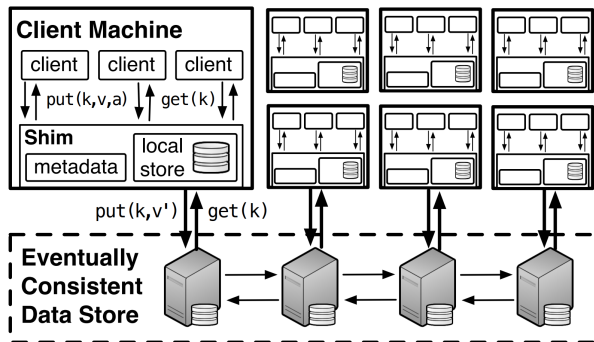 Client Machine
client client client
put(k,v,a) get(k)
Shim
metadata
local
store
put(k,v') get(k)
Eventually
Consistent
Data Store